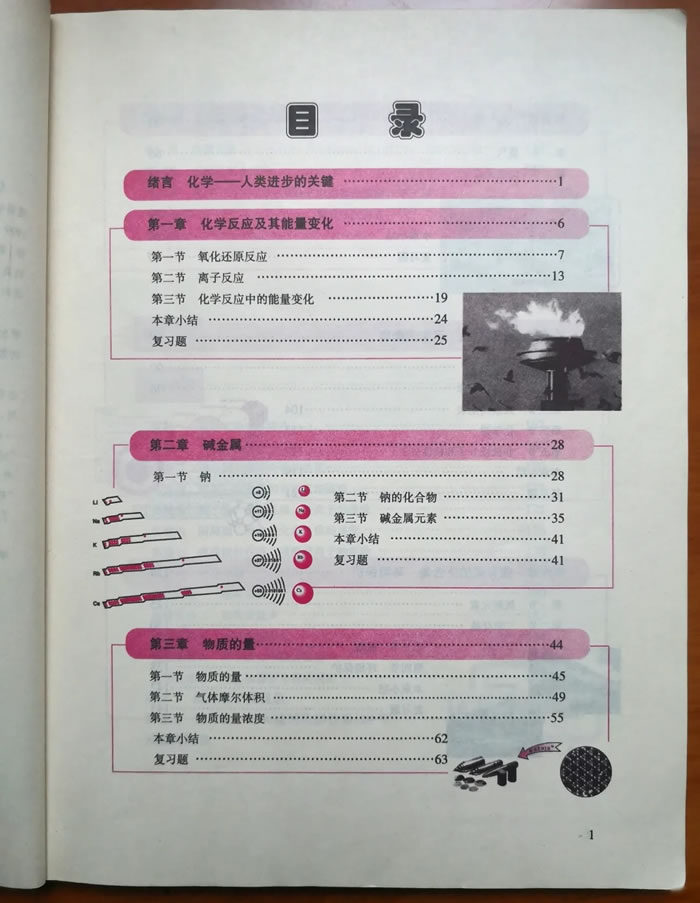 目 录
绪言 化学——人类进步的关键 1
第一章 化学反应及其能量变化 6
第一节 氧化还原反应 7
第二节 离子反应 13
第三节 化学反应中的能量变化 19
本章小结 24
复习题 25
第二章 碱金属 28
第一节 钠 28
第二节 钠的化合物 31
第三节 碱金属元素 35
本章小结 41
复习题 41
Li
Na
K
Rb
Cs
第三章 物质的量 44
第一节 物质的量 45
第二节 气体摩尔体积 49
第三节 物质的量浓度 55
本章小结 62
复习题 63
1